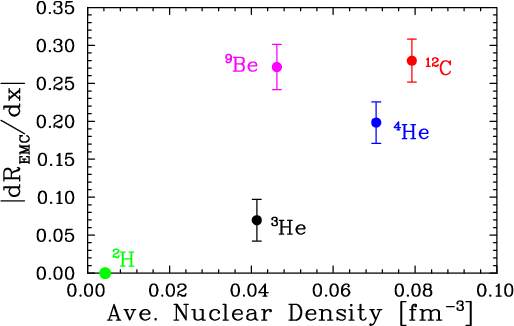 0.35
0.30
0.25
0.20
0.15
0.10
0.05
0.00
|dR_EMC/dx|
⁹Be
¹²C
⁴He
³He
²H
0.00 0.02 0.04 0.06 0.08 0.10
Ave. Nuclear Density [fm⁻³]